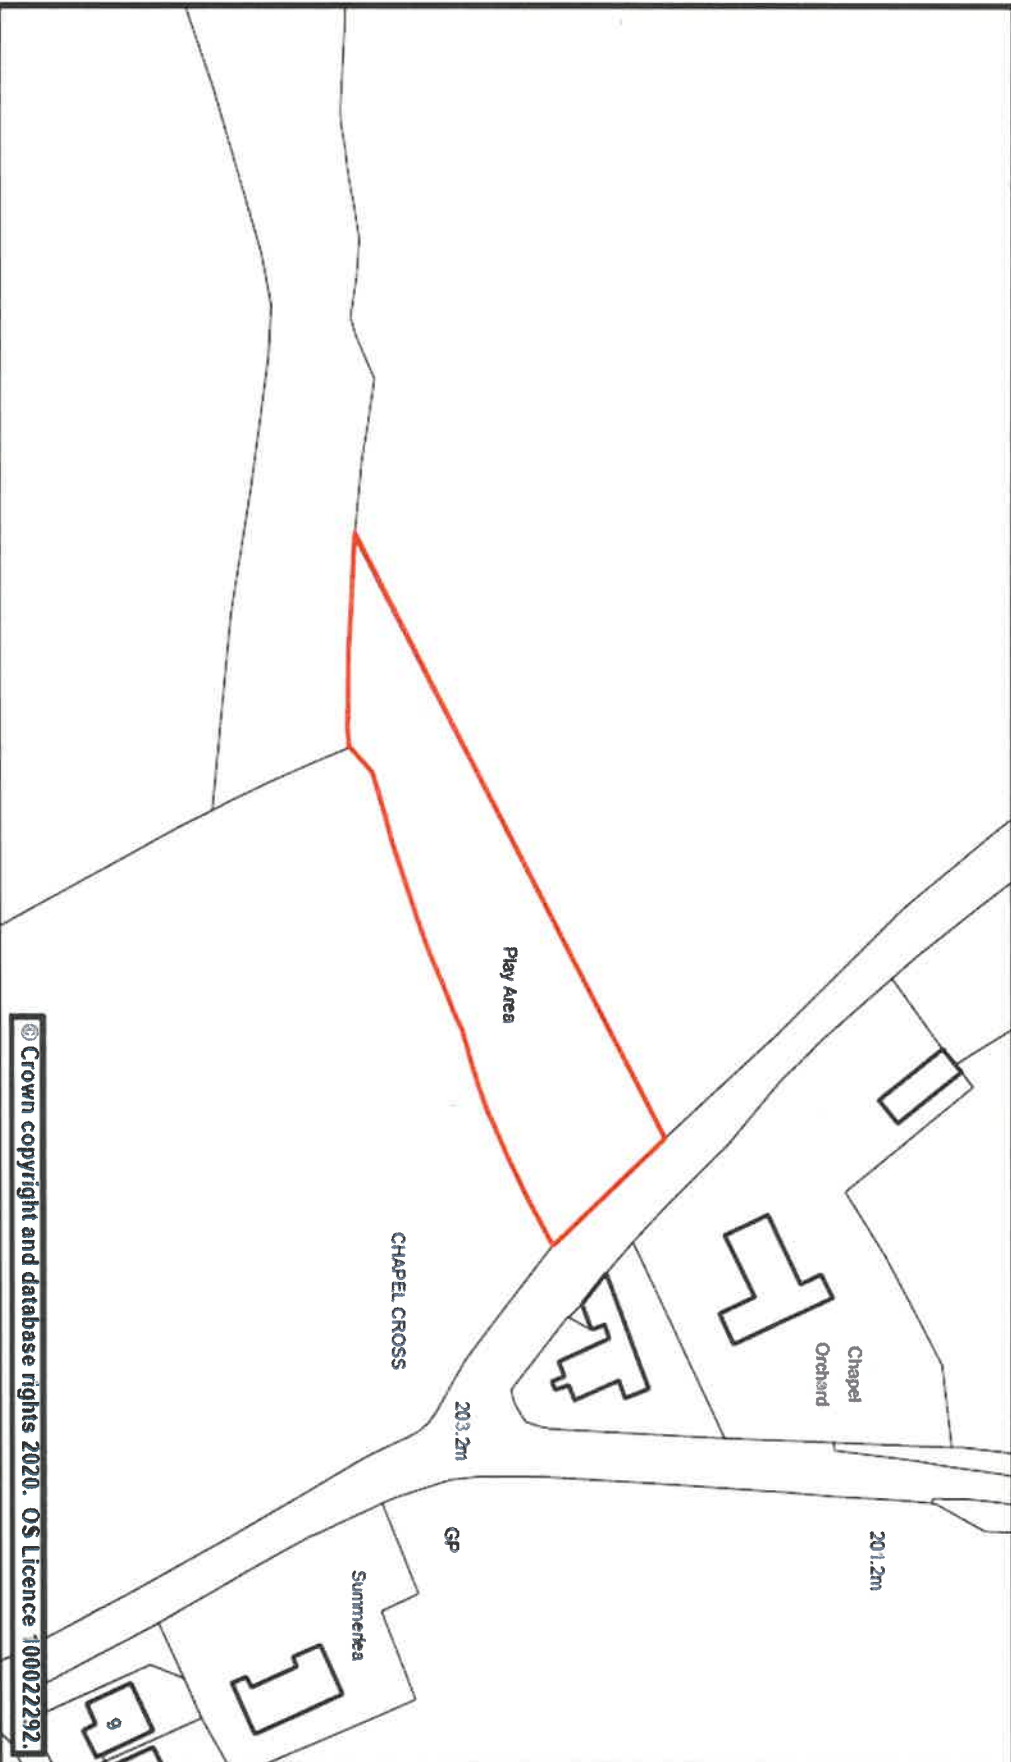 201.2m
Chapel
Orchard
Play Area
203.2m
GP
CHAPEL CROSS
Summerlea
9
© Crown copyright and database rights 2020. OS Licence 100022292.